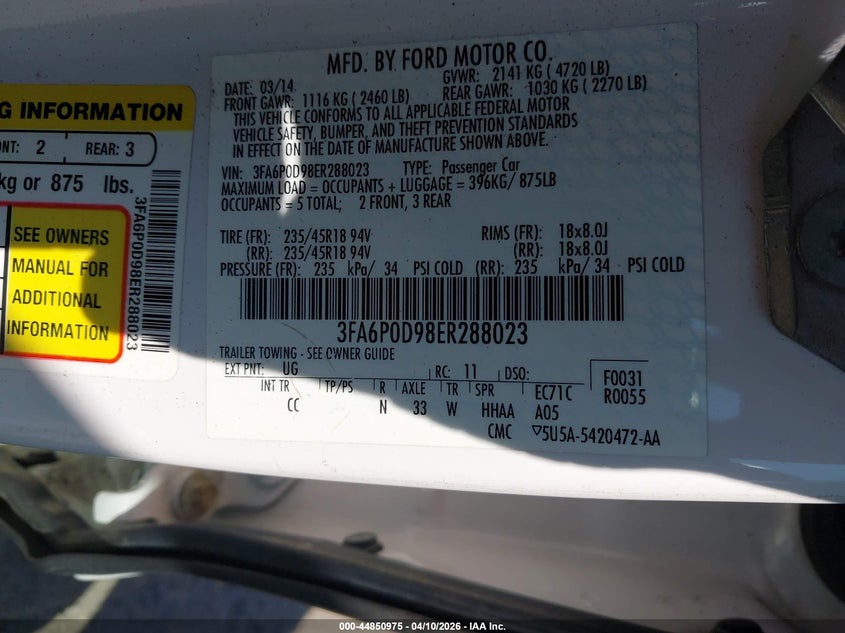 MFD. BY FORD MOTOR CO.
DATE: 03/14 GVWR: 2141 KG ( 4720 LB)
FRONT GAWR: 1116 KG ( 2460 LB) REAR GAWR: 1030 KG ( 2270 LB)
THIS VEHICLE CONFORMS TO ALL APPLICABLE FEDERAL MOTOR
VEHICLE SAFETY, BUMPER, AND THEFT PREVENTION STANDARDS
IN EFFECT ON THE DATE OF MANUFACTURE SHOWN ABOVE.
VIN: 3FA6P0D98ER288023 TYPE: Passenger Car
MAXIMUM LOAD = OCCUPANTS + LUGGAGE = 396KG/ 875LB
OCCUPANTS = 5 TOTAL; 2 FRONT, 3 REAR
TIRE (FR): 235/45R18 94V RIMS (FR): 18x8.0J
(RR): 235/45R18 94V (RR): 18x8.0J
PRESSURE (FR): 235 kPa/ 34 PSI COLD (RR): 235 kPa/ 34 PSI COLD
3FA6P0D98ER288023
TRAILER TOWING - SEE OWNER GUIDE
EXT PNT: UG RC: 11 DSO:
INT TR TP/PS R AXLE TR SPR EC71C
CC N 33 W HHAA A05
CMC ▽5U5A-5420472-AA
F0031
R0055
G INFORMATION
NT: 2 REAR: 3
kg or 875 lbs.
SEE OWNERS
MANUAL FOR
ADDITIONAL
INFORMATION
3FA6P0D98ER288023
000-44850975 - 04/10/2026 - IAA Inc.